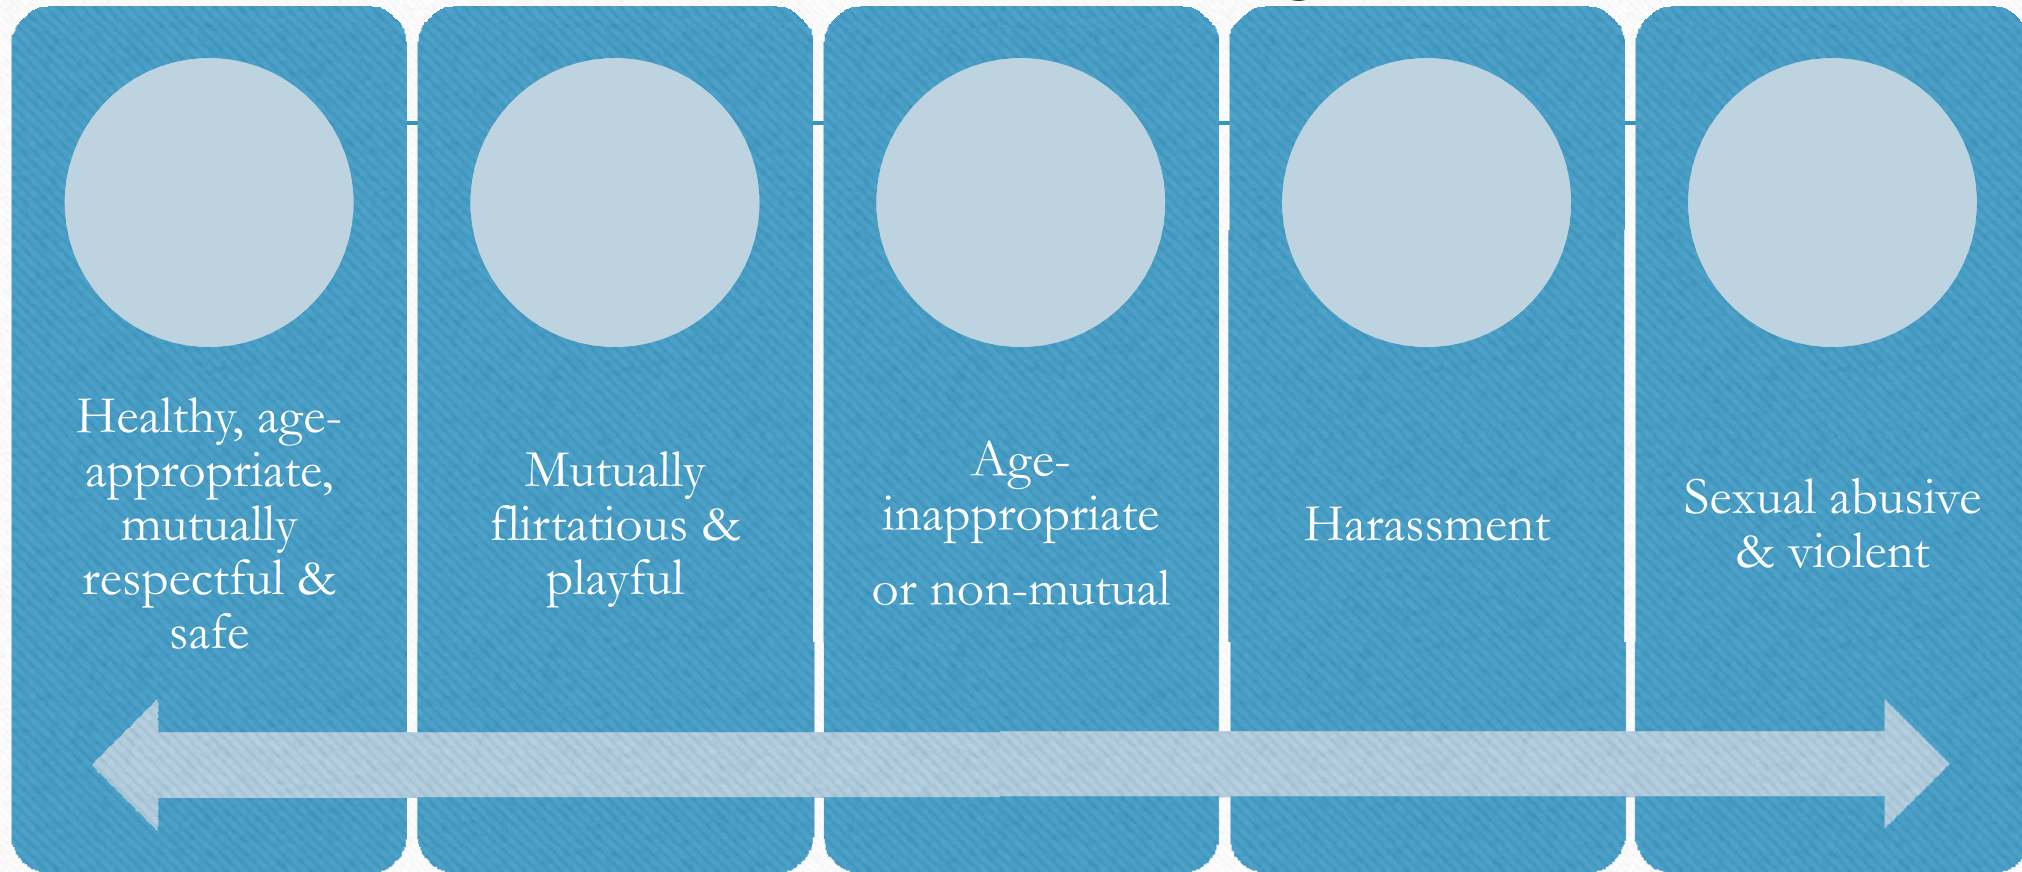 Healthy, age-
appropriate,
mutually
respectful &
safe
Mutually
flirtatious &
playful
Age-
inappropriate
or non-mutual
Harassment
Sexual abusive
& violent